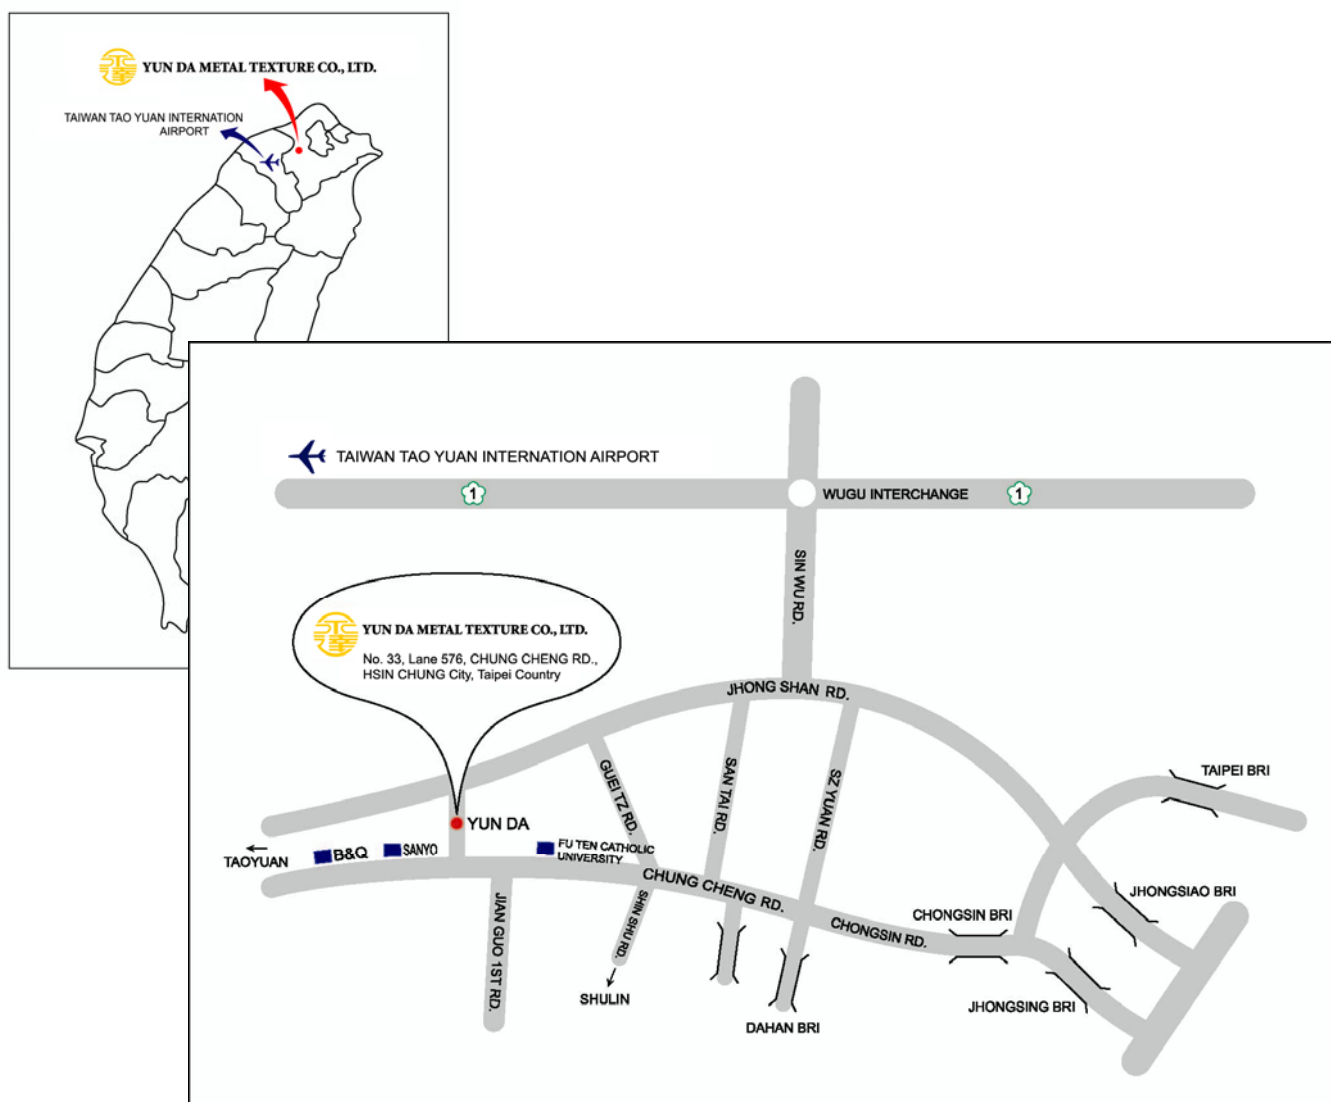 YUN DA METAL TEXTURE CO., LTD.
TAIWAN TAO YUAN INTERNATION
AIRPORT
TAIWAN TAO YUAN INTERNATION AIRPORT
1
WUGU INTERCHANGE
1
SIN WU RD.
YUN DA METAL TEXTURE CO., LTD.
No. 33, Lane 576, CHUNG CHENG RD.,
HSIN CHUNG City, Taipei Country
JHONG SHAN RD.
GUEI TZ RD.
SAN TAI RD.
SZ YUAN RD.
TAIPEI BRI
YUN DA
TAOYUAN
B&Q
SANYO
FU TEN CATHOLIC
UNIVERSITY
CHUNG CHENG RD.
JIAN GUO 1ST RD.
SHIN SHU RD.
CHONGSIN RD.
CHONGSIN BRI
JHONGSIAO BRI
SHULIN
JHONGSING BRI
DAHAN BRI